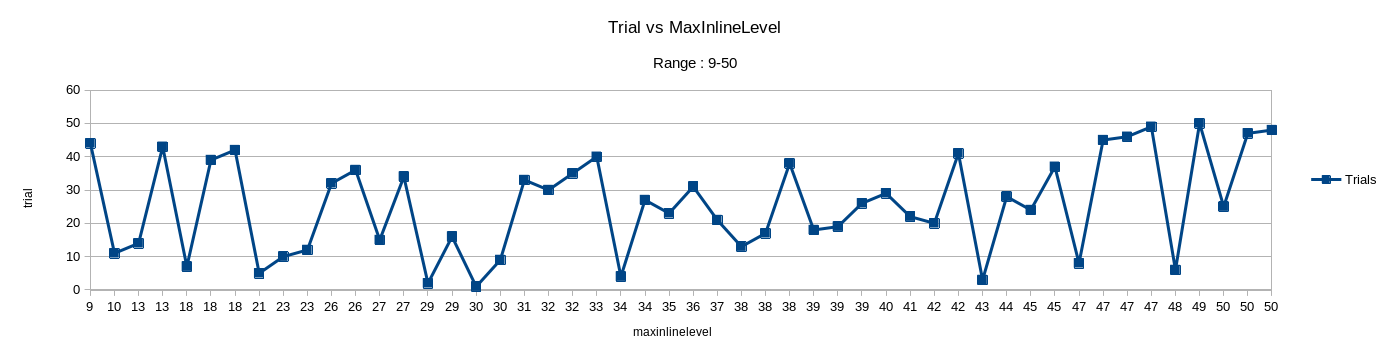 Trial vs MaxInlineLevel
Range : 9-50
60
50
40
30
20
10
0
trial
9 10 13 13 18 18 18 21 23 23 26 26 27 27 29 29 30 30 31 32 32 33 34 34 35 36 37 38 38 38 39 39 40 40 41 42 42 43 44 45 45 47 47 47 47 48 49 50 50 50
maxinlinelevel
Trials